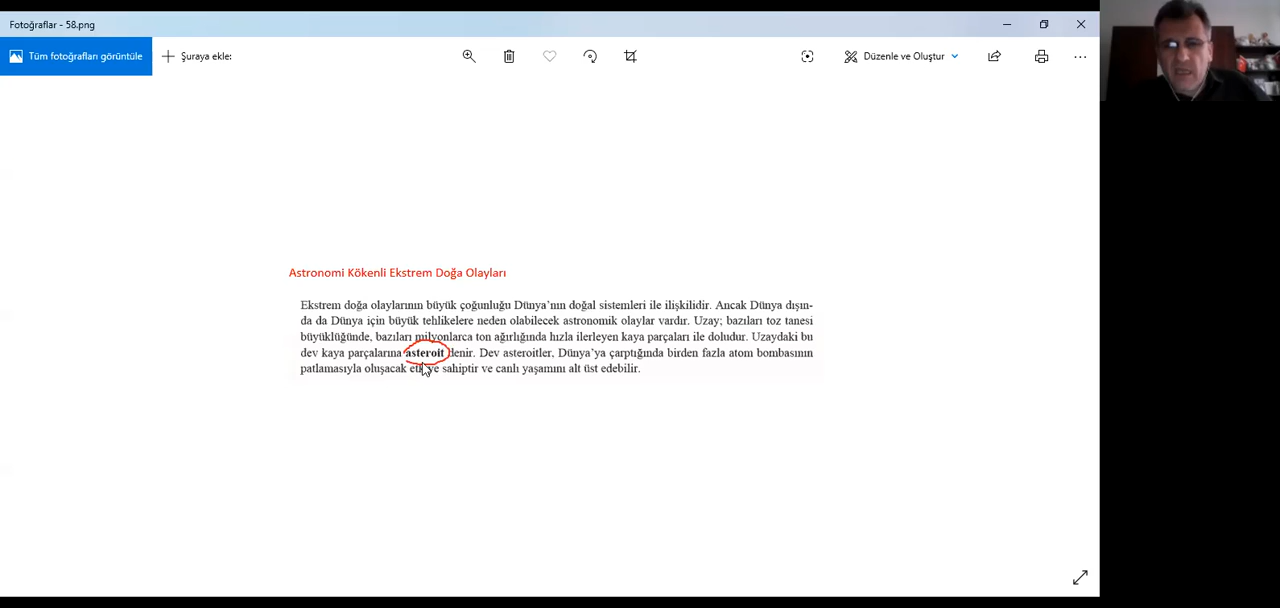 Fotoğraflar - 58.png
Tüm fotoğrafları görüntüle
Şuraya ekle:
Düzenle ve Oluştur
Astronomi Kökenli Ekstrem Doğa Olayları
Ekstrem doğa olaylarının büyük çoğunluğu Dünya’nın doğal sistemleri ile ilişkilidir. Ancak Dünya dışın-
da da Dünya için büyük tehlikelere neden olabilecek astronomik olaylar vardır. Uzay; bazıları toz tanesi
büyüklüğünde, bazıları milyonlarca ton ağırlığında hızla ilerleyen kaya parçaları ile doludur. Uzaydaki bu
dev kaya parçalarına asteroit denir. Dev asteroitler, Dünya’ya çarptığında birden fazla atom bombasının
patlamasıyla oluşacak etkiye sahiptir ve canlı yaşamını alt üst edebilir.